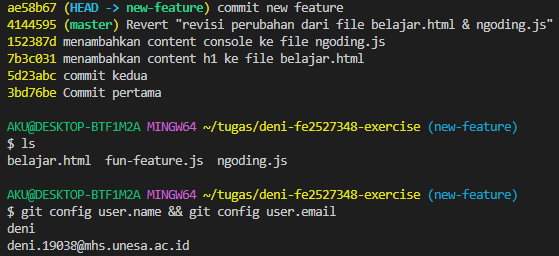 ae58b67 (HEAD -> new-feature) commit new feature
4144595 (master) Revert "revisi perubahan dari file belajar.html & ngoding.js"
152387d menambahkan content console ke file ngoding.js
7b3c031 menambahkan content h1 ke file belajar.html
5d23abc Commit kedua
3bd76be Commit pertama
AKU@DESKTOP-BTF1M2A MINGW64 ~/tugas/deni-fe2527348-exercise (new-feature)
$ ls
belajar.html  fun-feature.js  ngoding.js
AKU@DESKTOP-BTF1M2A MINGW64 ~/tugas/deni-fe2527348-exercise (new-feature)
$ git config user.name && git config user.email
deni
deni.19038@mhs.unesa.ac.id